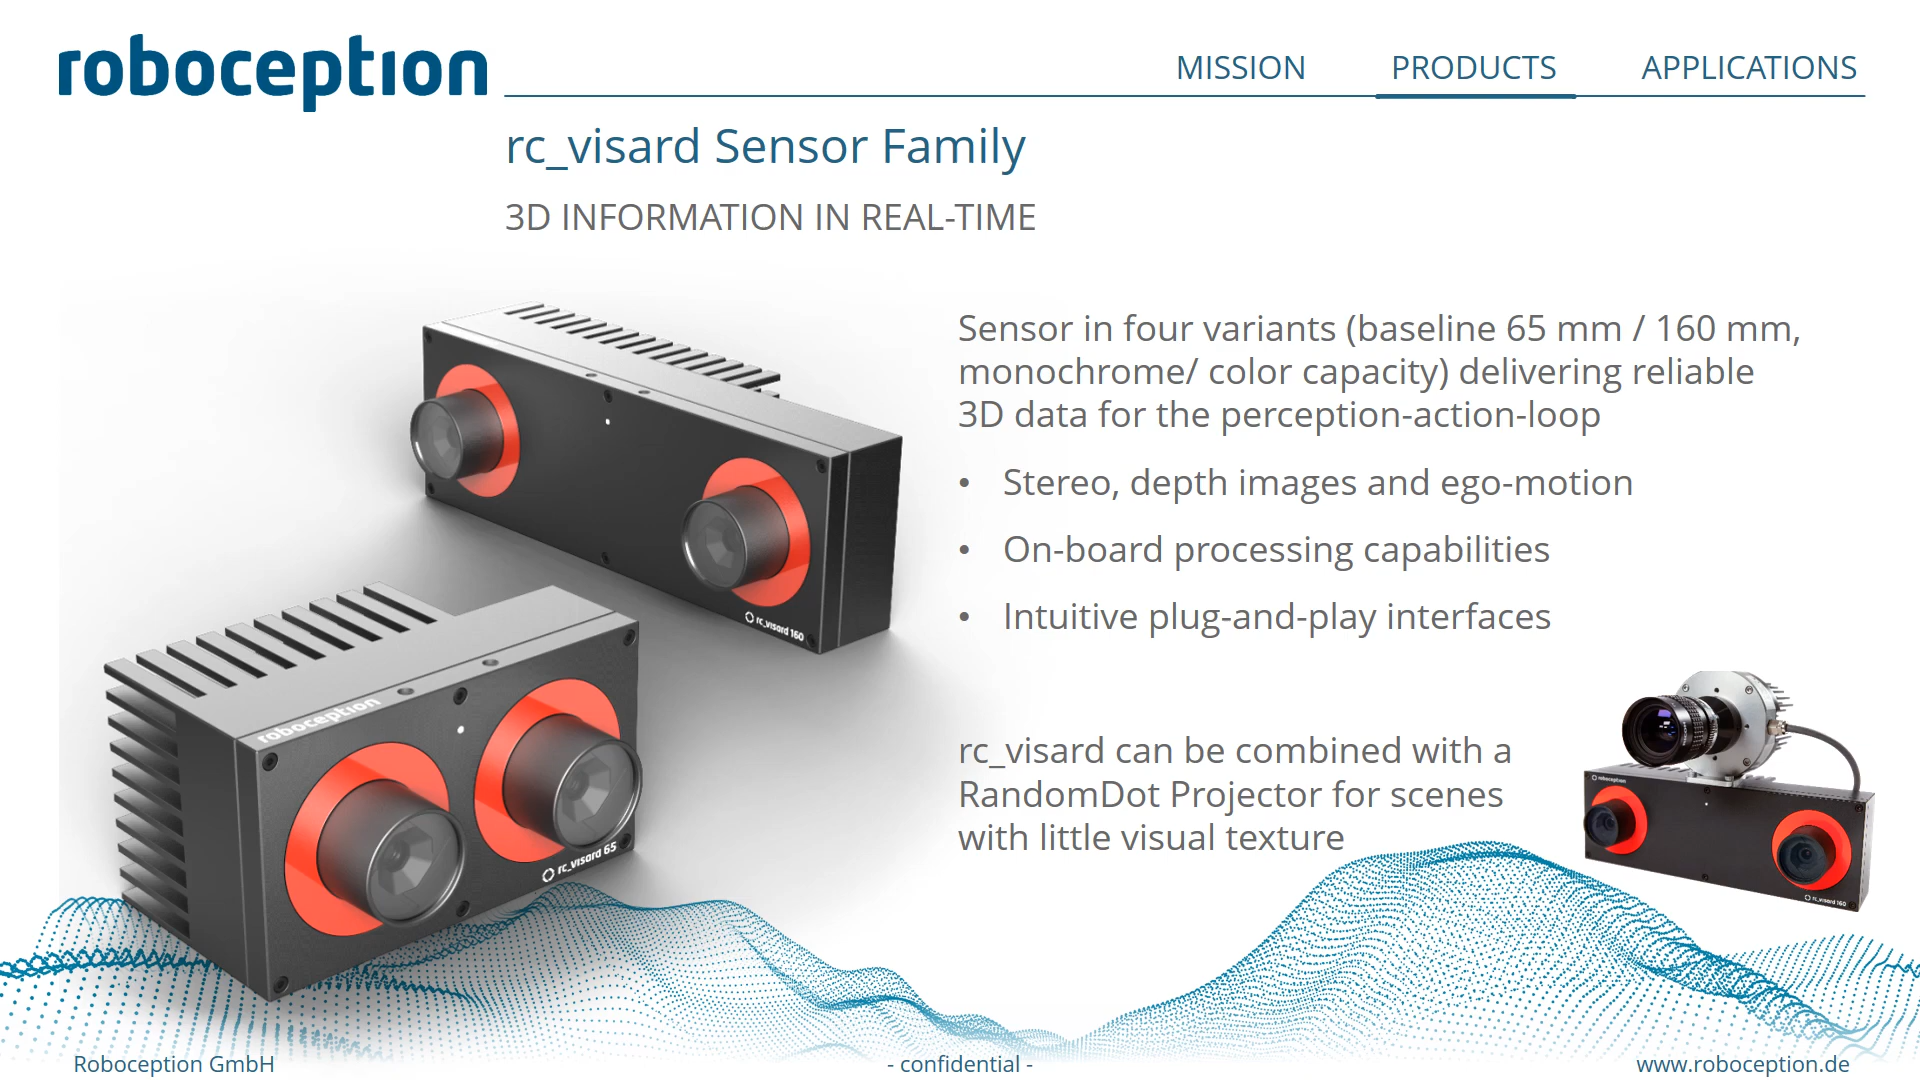 roboception
MISSION PRODUCTS APPLICATIONS
rc_visard Sensor Family
3D INFORMATION IN REAL-TIME
Sensor in four variants (baseline 65 mm / 160 mm,
monochrome/ color capacity) delivering reliable
3D data for the perception-action-loop
• Stereo, depth images and ego-motion
• On-board processing capabilities
• Intuitive plug-and-play interfaces
rc_visard 160
roboception
rc_visard 65
rc_visard can be combined with a
RandomDot Projector for scenes
with little visual texture
roboception
rc_visard 160
Roboception GmbH
- confidential -
www.roboception.de